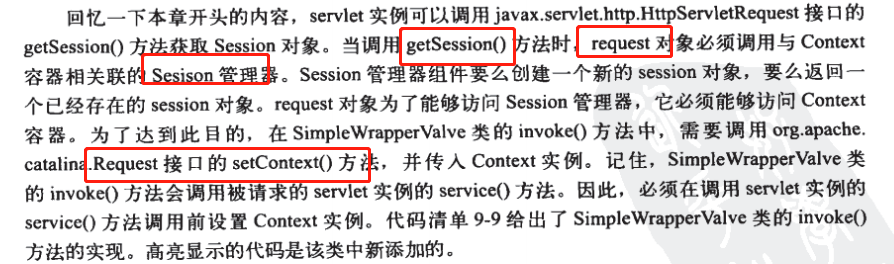 回忆一下本章开头的内容，servlet 实例可以调用 javax.servlet.http.HttpServletRequest 接口的
getSession() 方法获取 Session 对象。当调用 getSession() 方法时，request 对象必须调用与 Context
容器相关联的 Sesison 管理器。Session 管理器组件要么创建一个新的 session 对象，要么返回一
个已经存在的 session 对象。request 对象为了能够访问 Session 管理器，它必须能够访问 Context
容器。为了达到此目的，在 SimpleWrapperValve 类的 invoke() 方法中，需要调用 org.apache.
catalina.Request 接口的 setContext() 方法，并传入 Context 实例。记住，SimpleWrapperValve 类
的 invoke() 方法会调用被请求的 servlet 实例的 service() 方法。因此，必须在调用 servlet 实例的
service() 方法调用前设置 Context 实例。代码清单 9-9 给出了 SimpleWrapperValve 类的 invoke()
方法的实现。高亮显示的代码是该类中新添加的。